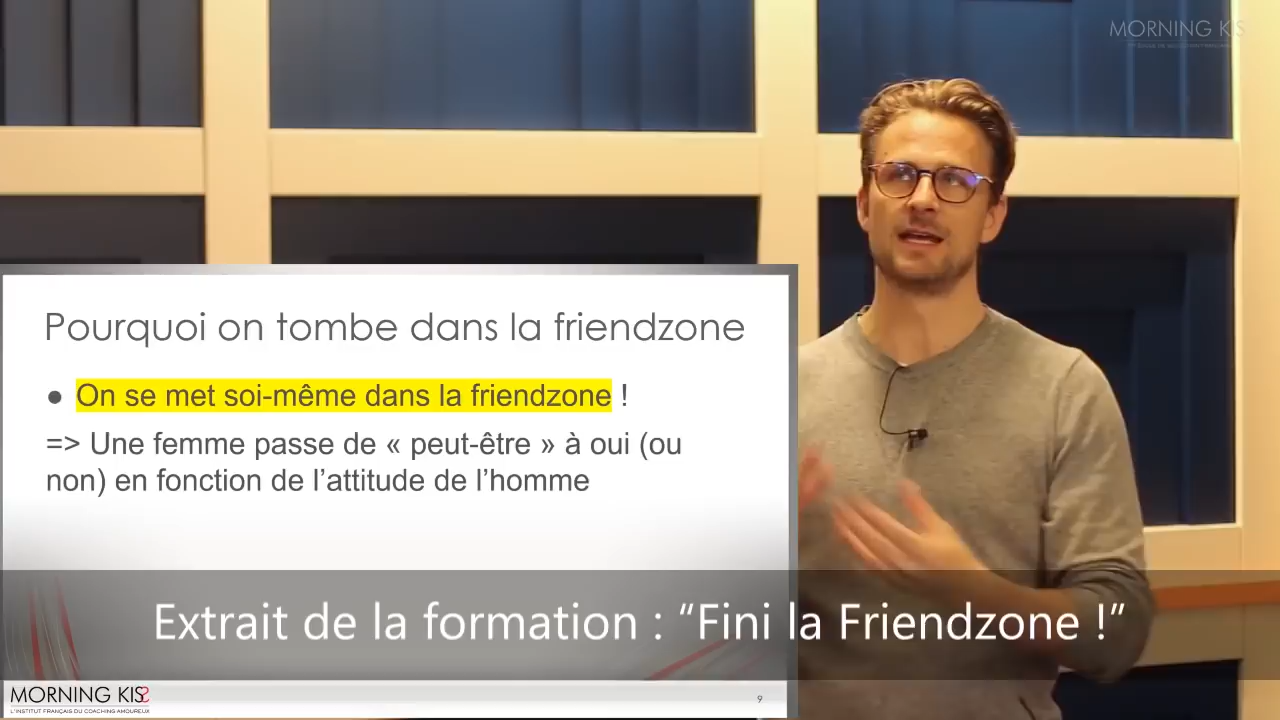 MORNING KIS
Pourquoi on tombe dans la friendzone
● On se met soi-même dans la friendzone !
=> Une femme passe de « peut-être » à oui (ou
non) en fonction de l’attitude de l’homme
Extrait de la formation : “Fini la Friendzone !”
MORNING KISS
L'INSTITUT FRANÇAIS DU COACHING AMOUREUX
9